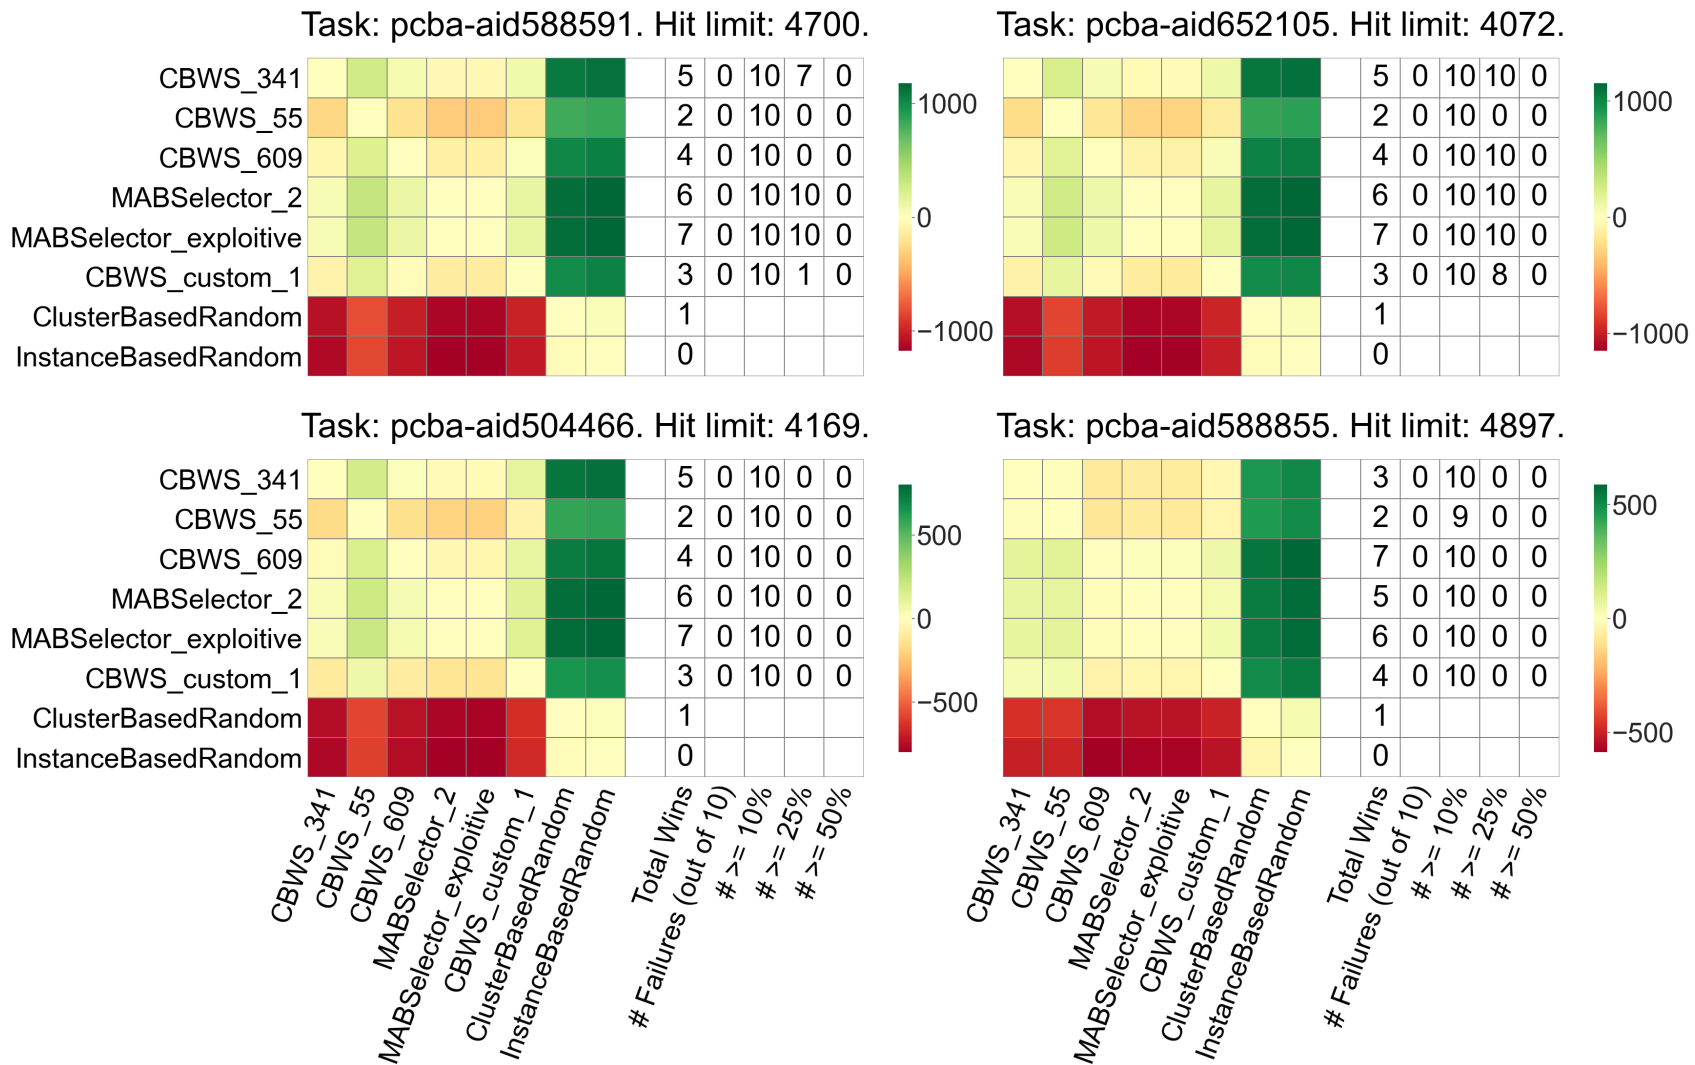 Task: pcba-aid588591. Hit limit: 4700.
CBWS_341 5 0 10 7 0
CBWS_55 2 0 10 0 0
CBWS_609 4 0 10 0 0
MABSelector_2 6 0 10 10 0
MABSelector_exploitive 7 0 10 10 0
CBWS_custom_1 3 0 10 1 0
ClusterBasedRandom 1
InstanceBasedRandom 0
1000
0
−1000
Task: pcba-aid652105. Hit limit: 4072.
5 0 10 10 0
2 0 10 0 0
4 0 10 10 0
6 0 10 10 0
7 0 10 10 0
3 0 10 8 0
1
0
1000
0
−1000
Task: pcba-aid504466. Hit limit: 4169.
CBWS_341 5 0 10 0 0
CBWS_55 2 0 10 0 0
CBWS_609 4 0 10 0 0
MABSelector_2 6 0 10 0 0
MABSelector_exploitive 7 0 10 0 0
CBWS_custom_1 3 0 10 0 0
ClusterBasedRandom 1
InstanceBasedRandom 0
500
0
−500
CBWS_341
CBWS_55
CBWS_609
MABSelector_2
MABSelector_exploitive
CBWS_custom_1
ClusterBasedRandom
InstanceBasedRandom
Total Wins
# Failures (out of 10)
# >= 10%
# >= 25%
# >= 50%
Task: pcba-aid588855. Hit limit: 4897.
3 0 10 0 0
2 0 9 0 0
7 0 10 0 0
5 0 10 0 0
6 0 10 0 0
4 0 10 0 0
1
0
500
0
−500
CBWS_341
CBWS_55
CBWS_609
MABSelector_2
MABSelector_exploitive
CBWS_custom_1
ClusterBasedRandom
InstanceBasedRandom
Total Wins
# Failures (out of 10)
# >= 10%
# >= 25%
# >= 50%